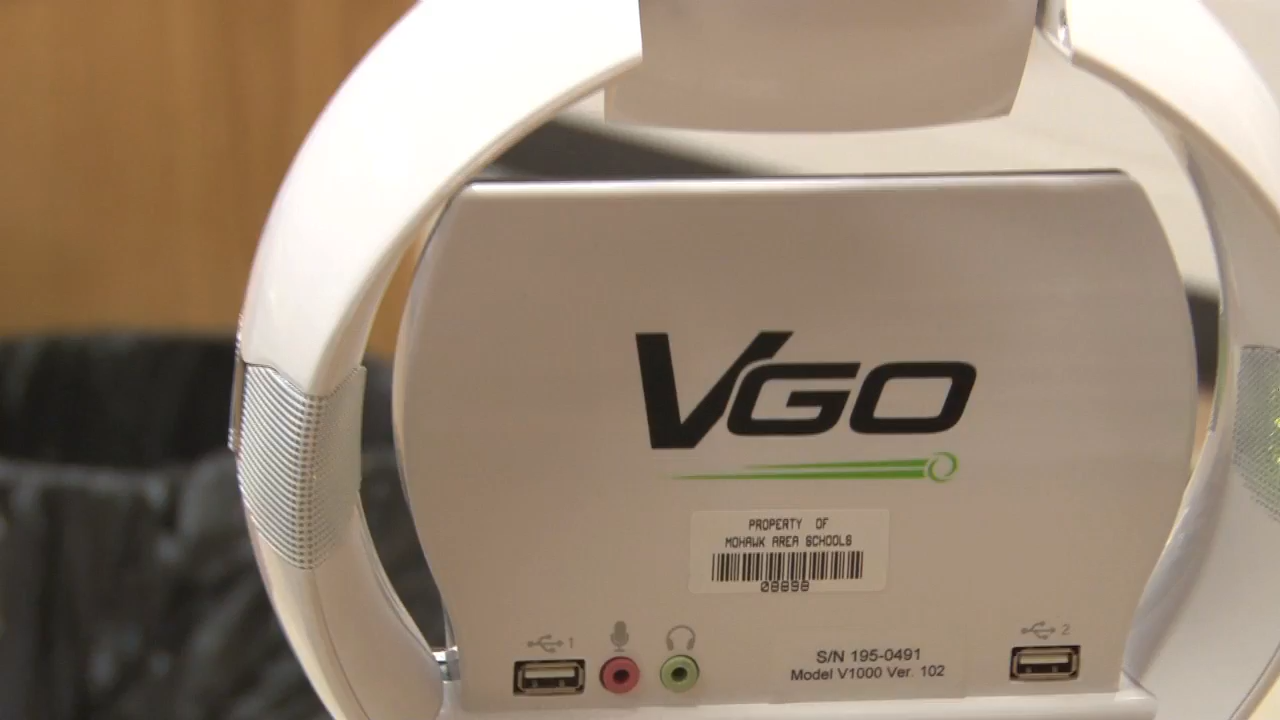 VGO
PROPERTY OF
MOHAWK AREA SCHOOLS
08898
1
2
S/N 195-0491
Model V1000 Ver. 102